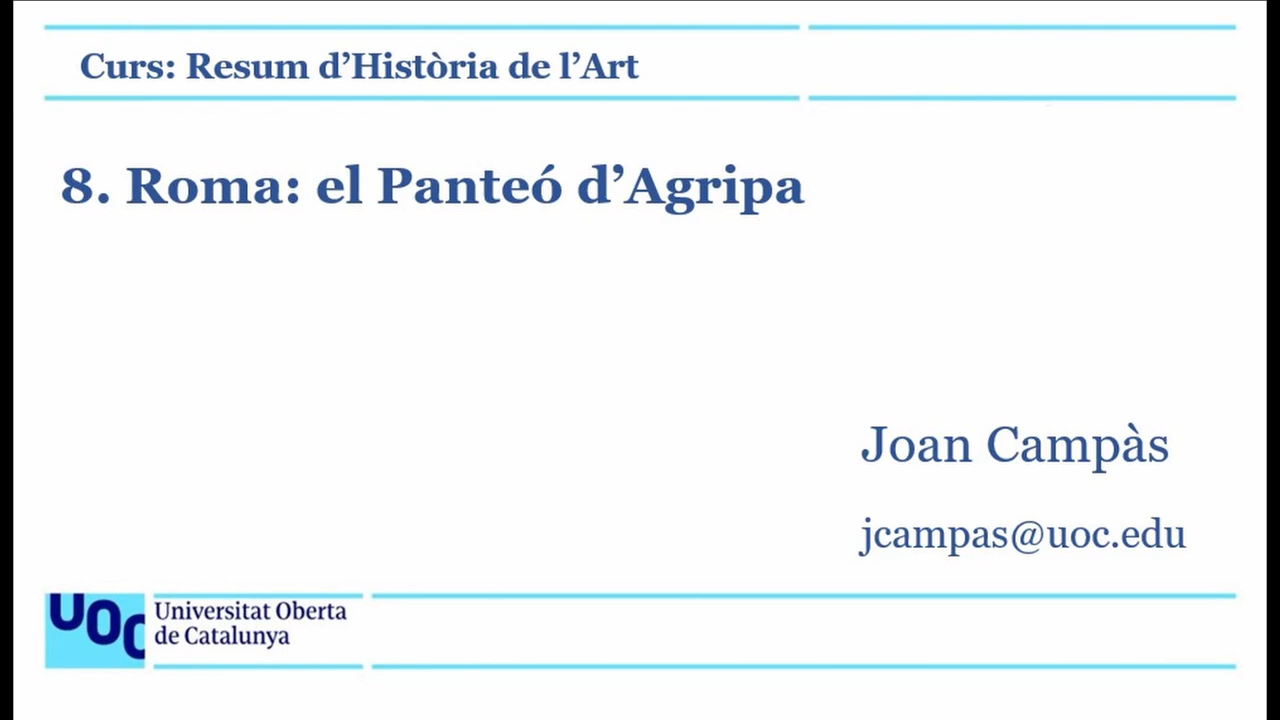 Curs: Resum d’Història de l’Art
8. Roma: el Panteó d’Agripa
Joan Campàs
jcampas@uoc.edu
UOC
Universitat Oberta
de Catalunya